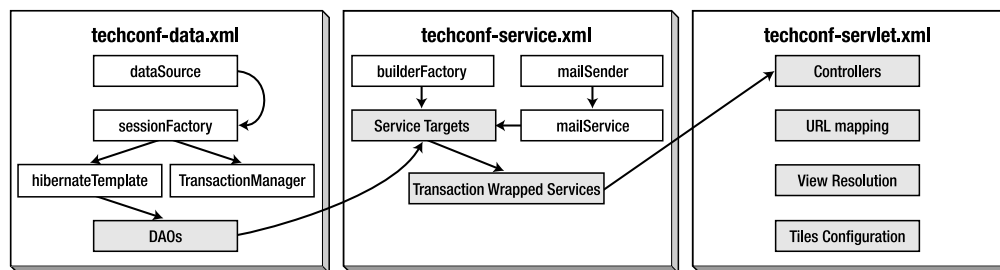 techconf-data.xml
dataSource
sessionFactory
hibernateTemplate
TransactionManager
DAOs
techconf-service.xml
builderFactory
mailSender
Service Targets
mailService
Transaction Wrapped Services
techconf-servlet.xml
Controllers
URL mapping
View Resolution
Tiles Configuration